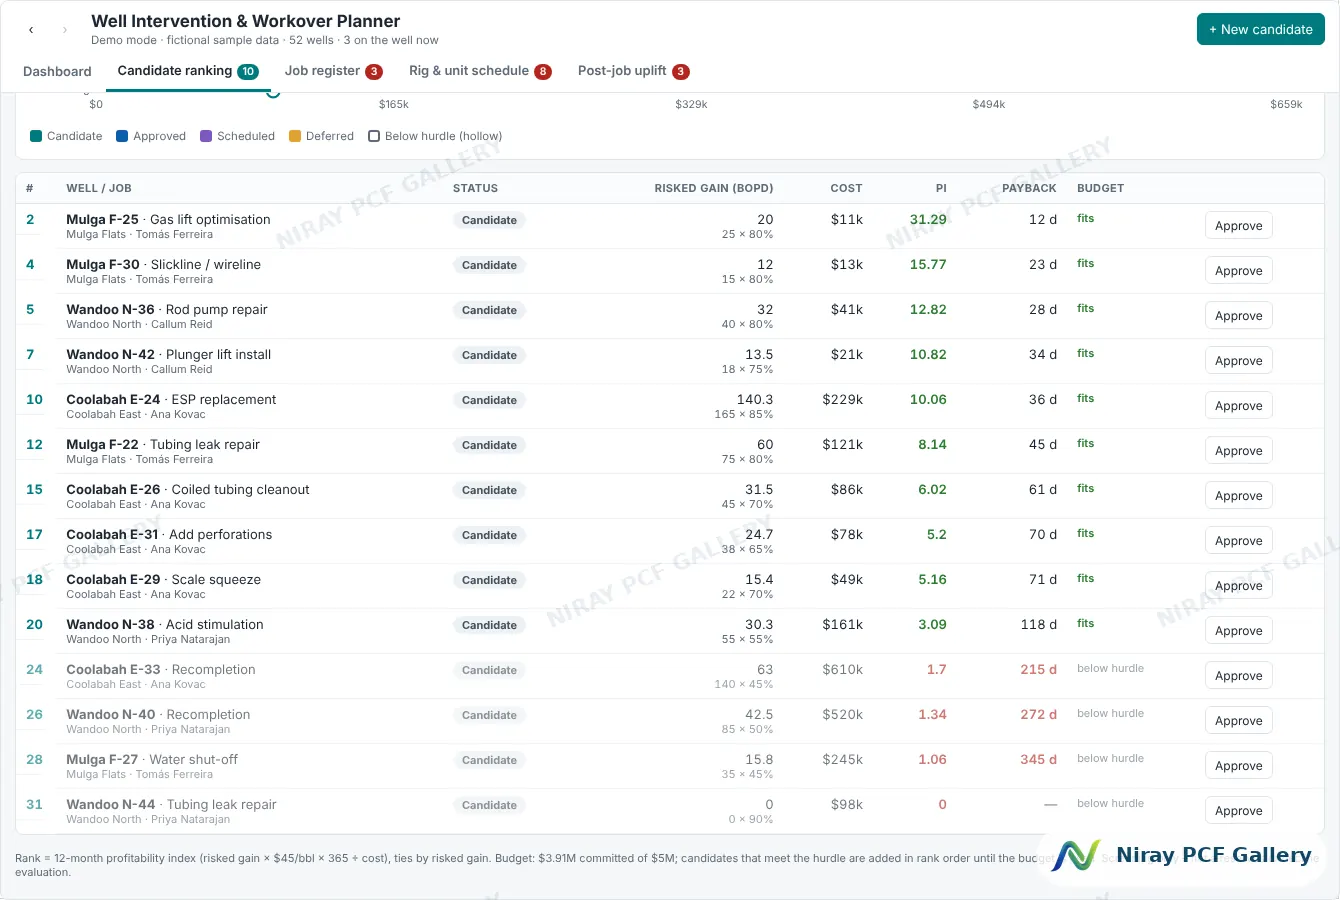 ‹ › Well Intervention & Workover Planner
Demo mode · fictional sample data · 52 wells · 3 on the well now
+ New candidate
Dashboard Candidate ranking 10 Job register 3 Rig & unit schedule 8 Post-job uplift 3
$0 $165k $329k $494k $659k
Candidate Approved Scheduled Deferred Below hurdle (hollow)
# WELL / JOB STATUS RISKED GAIN (BOPD) COST PI PAYBACK BUDGET
2 Mulga F-25 · Gas lift optimisation Candidate 20 $11k 31.29 12 d fits Approve
Mulga Flats · Tomás Ferreira 25 × 80%
4 Mulga F-30 · Slickline / wireline Candidate 12 $13k 15.77 23 d fits Approve
Mulga Flats · Tomás Ferreira 15 × 80%
5 Wandoo N-36 · Rod pump repair Candidate 32 $41k 12.82 28 d fits Approve
Wandoo North · Callum Reid 40 × 80%
7 Wandoo N-42 · Plunger lift install Candidate 13.5 $21k 10.82 34 d fits Approve
Wandoo North · Callum Reid 18 × 75%
10 Coolabah E-24 · ESP replacement Candidate 140.3 $229k 10.06 36 d fits Approve
Coolabah East · Ana Kovac 165 × 85%
12 Mulga F-22 · Tubing leak repair Candidate 60 $121k 8.14 45 d fits Approve
Mulga Flats · Tomás Ferreira 75 × 80%
15 Coolabah E-26 · Coiled tubing cleanout Candidate 31.5 $86k 6.02 61 d fits Approve
Coolabah East · Ana Kovac 45 × 70%
17 Coolabah E-31 · Add perforations Candidate 24.7 $78k 5.2 70 d fits Approve
Coolabah East · Ana Kovac 38 × 65%
18 Coolabah E-29 · Scale squeeze Candidate 15.4 $49k 5.16 71 d fits Approve
Coolabah East · Ana Kovac 22 × 70%
20 Wandoo N-38 · Acid stimulation Candidate 30.3 $161k 3.09 118 d fits Approve
Wandoo North · Priya Natarajan 55 × 55%
24 Coolabah E-33 · Recompletion Candidate 63 $610k 1.7 215 d below hurdle Approve
Coolabah East · Ana Kovac 140 × 45%
26 Wandoo N-40 · Recompletion Candidate 42.5 $520k 1.34 272 d below hurdle Approve
Wandoo North · Priya Natarajan 85 × 50%
28 Mulga F-27 · Water shut-off Candidate 15.8 $245k 1.06 345 d below hurdle Approve
Mulga Flats · Tomás Ferreira 35 × 45%
31 Wandoo N-44 · Tubing leak repair Candidate 0 $98k 0 — below hurdle Approve
Wandoo North · Priya Natarajan 0 × 90%
Rank = 12-month profitability index (risked gain × $45/bbl × 365 ÷ cost), ties by risked gain. Budget: $3.91M committed of $5M; candidates that meet the hurdle are added in rank order until the
evaluation.
Niray PCF Gallery
NIRAY PCF GALLERY
NIRAY PCF GALLERY
NIRAY PCF GALLERY